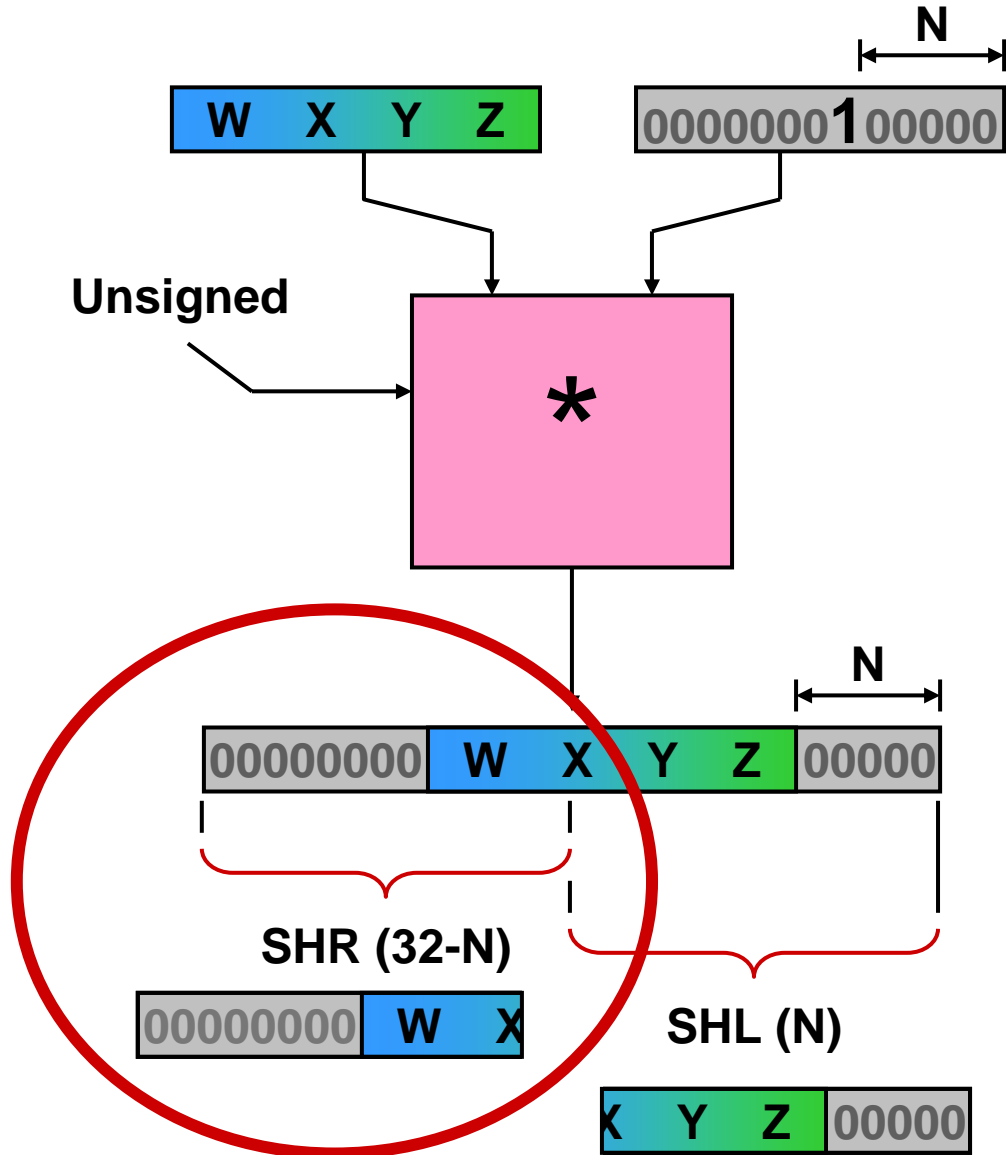 N
W X Y Z
0000000100000
Unsigned
*
N
00000000 W X Y Z 00000
SHR (32-N)
00000000 W X
SHL (N)
X Y Z 00000